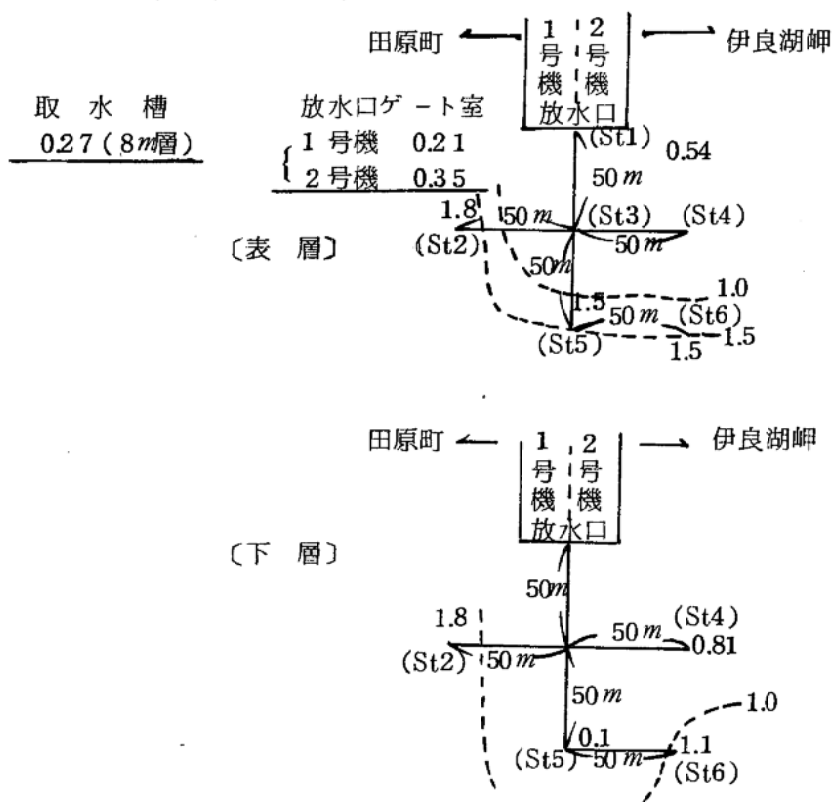 田原町 1 2 伊良湖岬
号 号
機 機
取水槽 放水口ゲート室 放水口
0.27 (8m層) 1号機 0.21 (St1) 0.54
2号機 0.35 50m
1.8 50m (St3) (St4)
〔表層〕 (St2) 50m
50m
1.5 1.0
50m (St6)
(St5) 1.5 1.5
田原町 1 2 伊良湖岬
号 号
機 機
放水口
〔下層〕
50m
1.8 (St4)
50m 0.81
(St2) 50m
50m
1.0
0.1 1.1
(St5) 50m (St6)